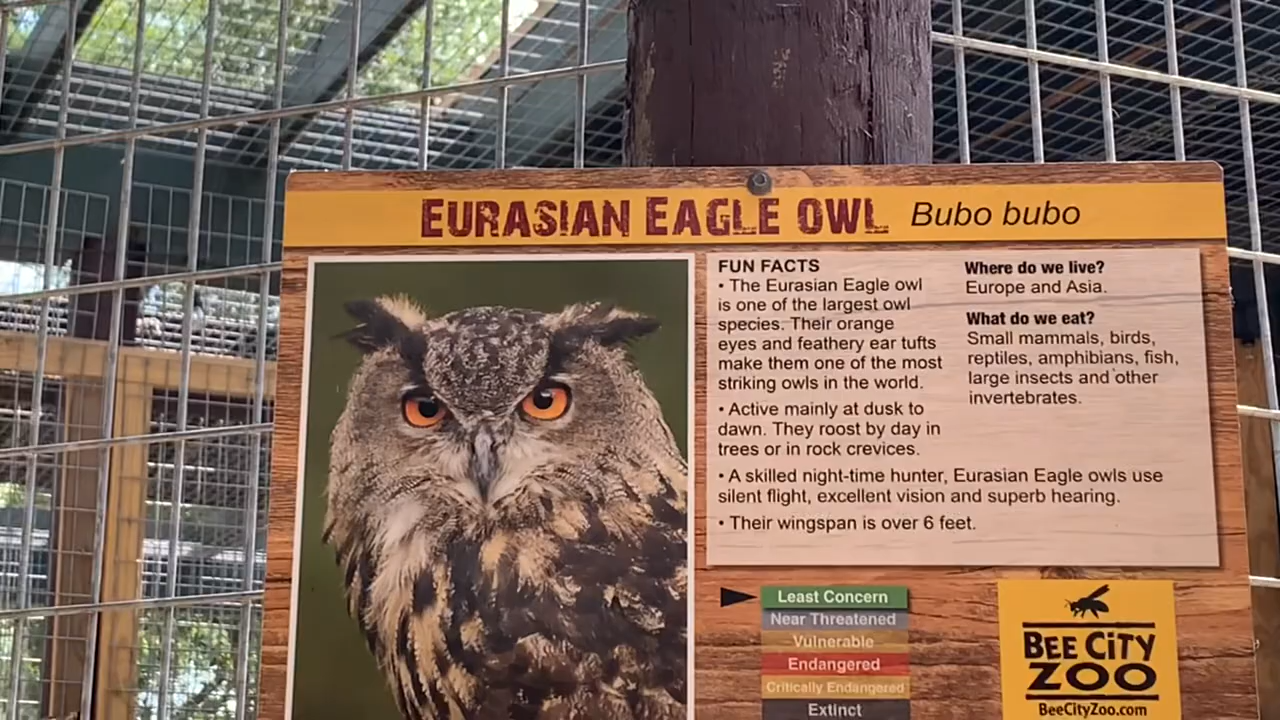 EURASIAN EAGLE OWL Bubo bubo
FUN FACTS
• The Eurasian Eagle owl
is one of the largest owl
species. Their orange
eyes and feathery ear tufts
make them one of the most
striking owls in the world.
• Active mainly at dusk to
dawn. They roost by day in
trees or in rock crevices.
• A skilled night-time hunter, Eurasian Eagle owls use
silent flight, excellent vision and superb hearing.
• Their wingspan is over 6 feet.
Where do we live?
Europe and Asia.
What do we eat?
Small mammals, birds,
reptiles, amphibians, fish,
large insects and other
invertebrates.
Least Concern
Near Threatened
Vulnerable
Endangered
Critically Endangered
Extinct
BEE CITY
ZOO
BeeCityZoo.com